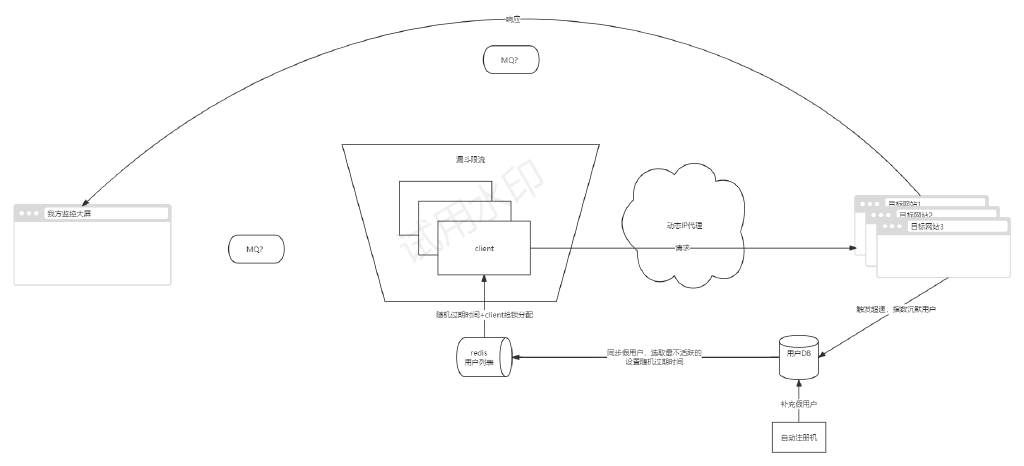 响应
MQ?
漏斗限流
试用水印
client
动态IP代理
请求
目标网站1
目标网站2
目标网站3
我方监控大屏
MQ?
随机过期时间+client抢锁分配
触发超速，指数沉默用户
redis
用户列表
同步假用户，选取最不活跃的
设置随机过期时间
用户DB
补充假用户
自动注册机